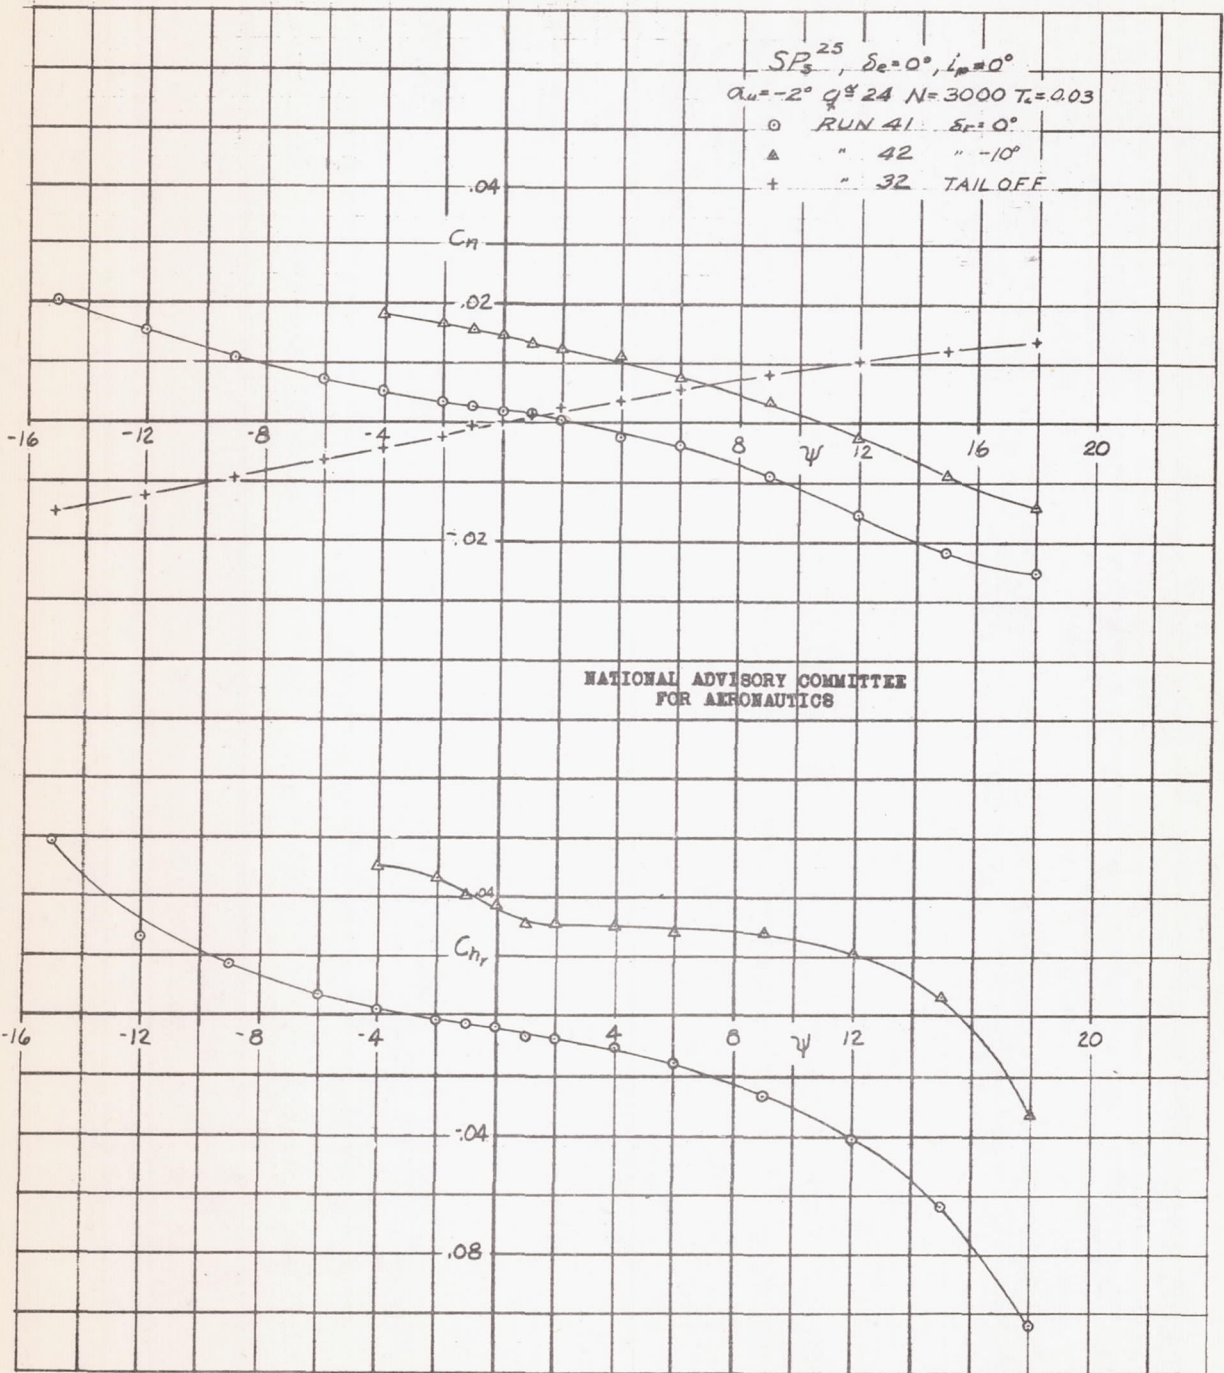 SPs²⁵, δe=0°, ip=0°
αu=-2° q≅24 N=3000 Tc=0.03
RUN 41 δr=0°
" 42 " -10°
" 32 TAIL OFF
.04
Cn
.02
-16 -12 -8 -4 8 ψ 12 16 20
-.02
NATIONAL ADVISORY COMMITTEE
FOR AERONAUTICS
.04
Chr
-16 -12 -8 -4 4 8 ψ 12 20
-.04
.08